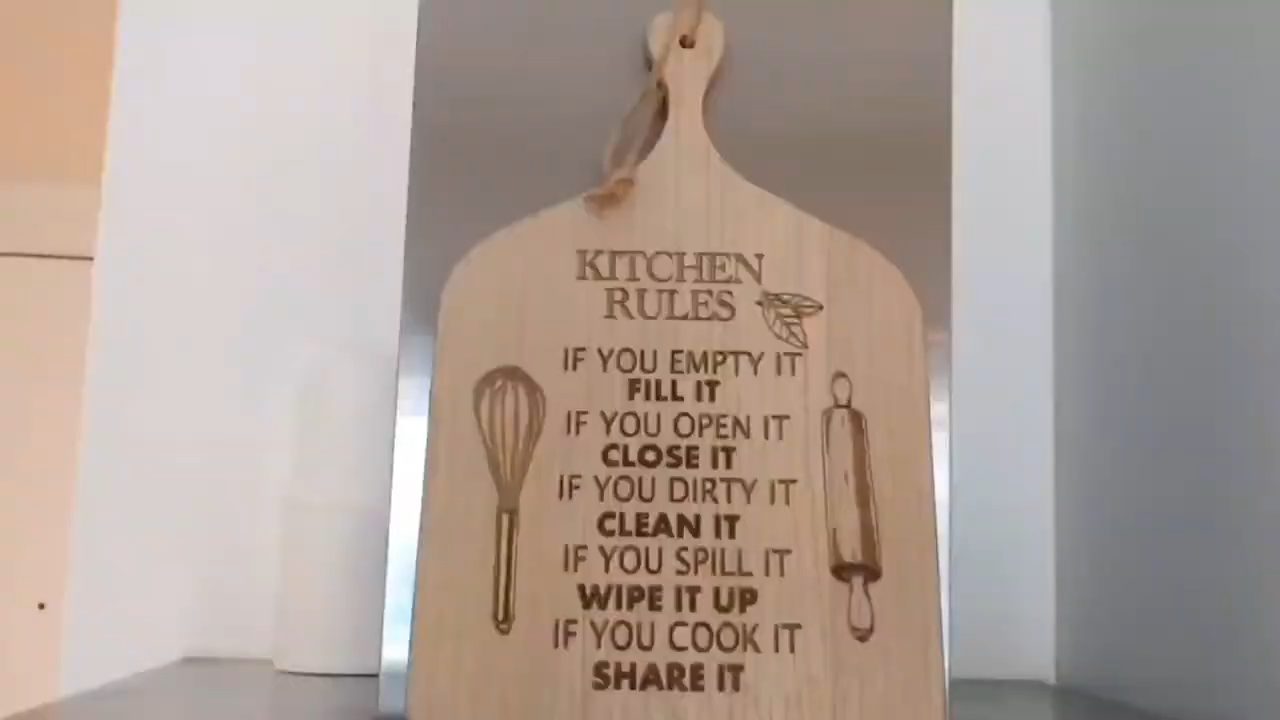 KITCHEN
RULES
IF YOU EMPTY IT
FILL IT
IF YOU OPEN IT
CLOSE IT
IF YOU DIRTY IT
CLEAN IT
IF YOU SPILL IT
WIPE IT UP
IF YOU COOK IT
SHARE IT